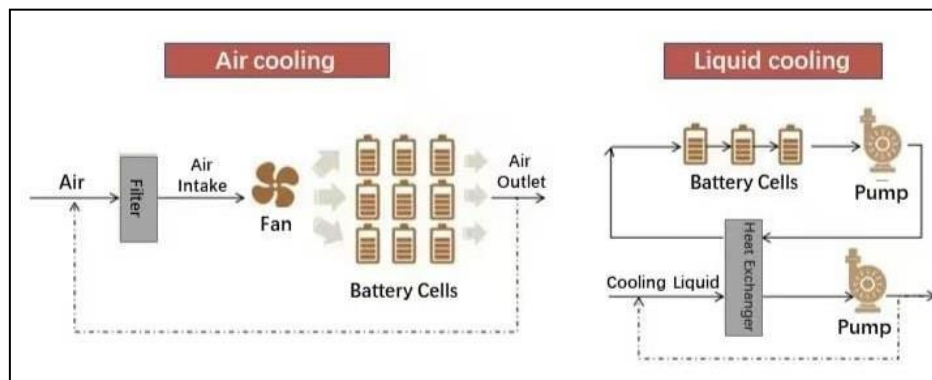 Air cooling
Liquid cooling
Air
Filter
Air
Intake
Fan
Battery Cells
Air
Outlet
Battery Cells
Pump
Heat Exchanger
Cooling Liquid
Pump